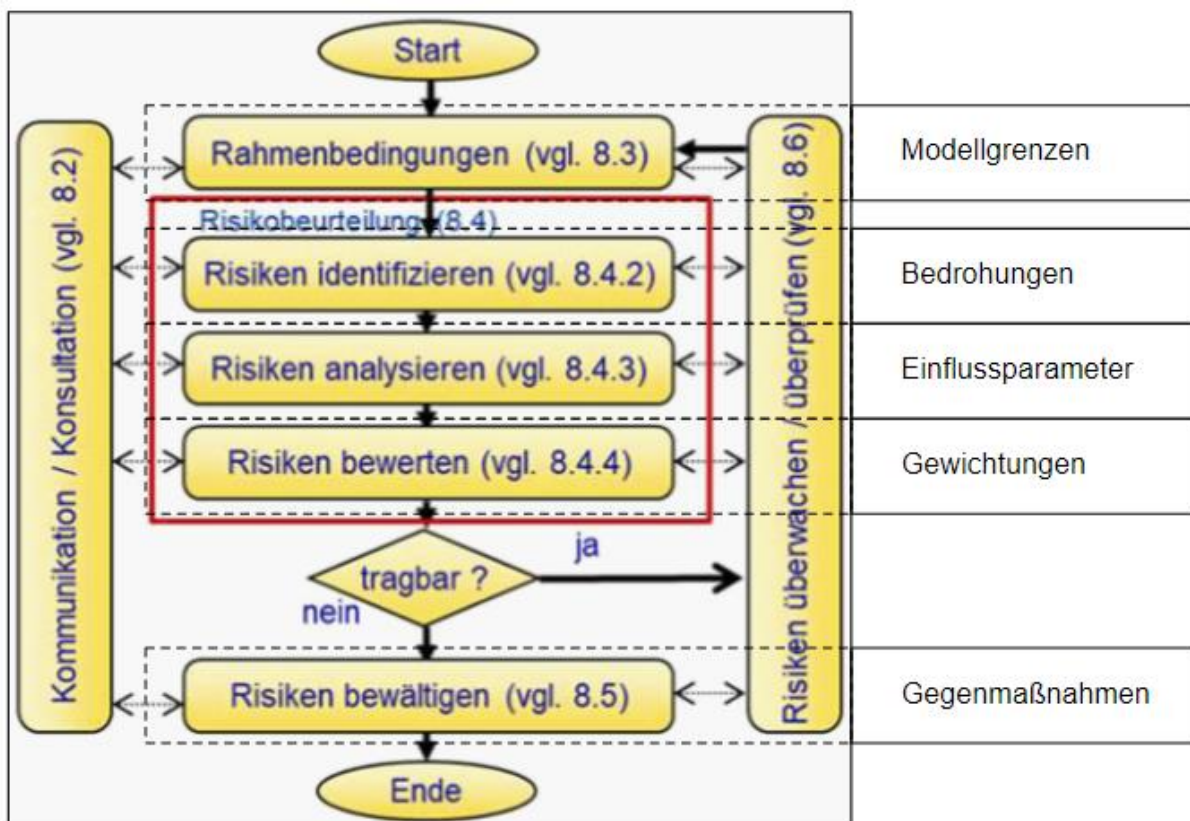 Start
Rahmenbedingungen (vgl. 8.3)
Modellgrenzen
Risikobeurteilung (8.4)
Risiken identifizieren (vgl. 8.4.2)
Bedrohungen
Risiken analysieren (vgl. 8.4.3)
Einflussparameter
Risiken bewerten (vgl. 8.4.4)
Gewichtungen
tragbar ?
ja
nein
Risiken bewältigen (vgl. 8.5)
Gegenmaßnahmen
Ende
Kommunikation / Konsultation (vgl. 8.2)
Risiken überwachen / überprüfen (vgl. 8.6)